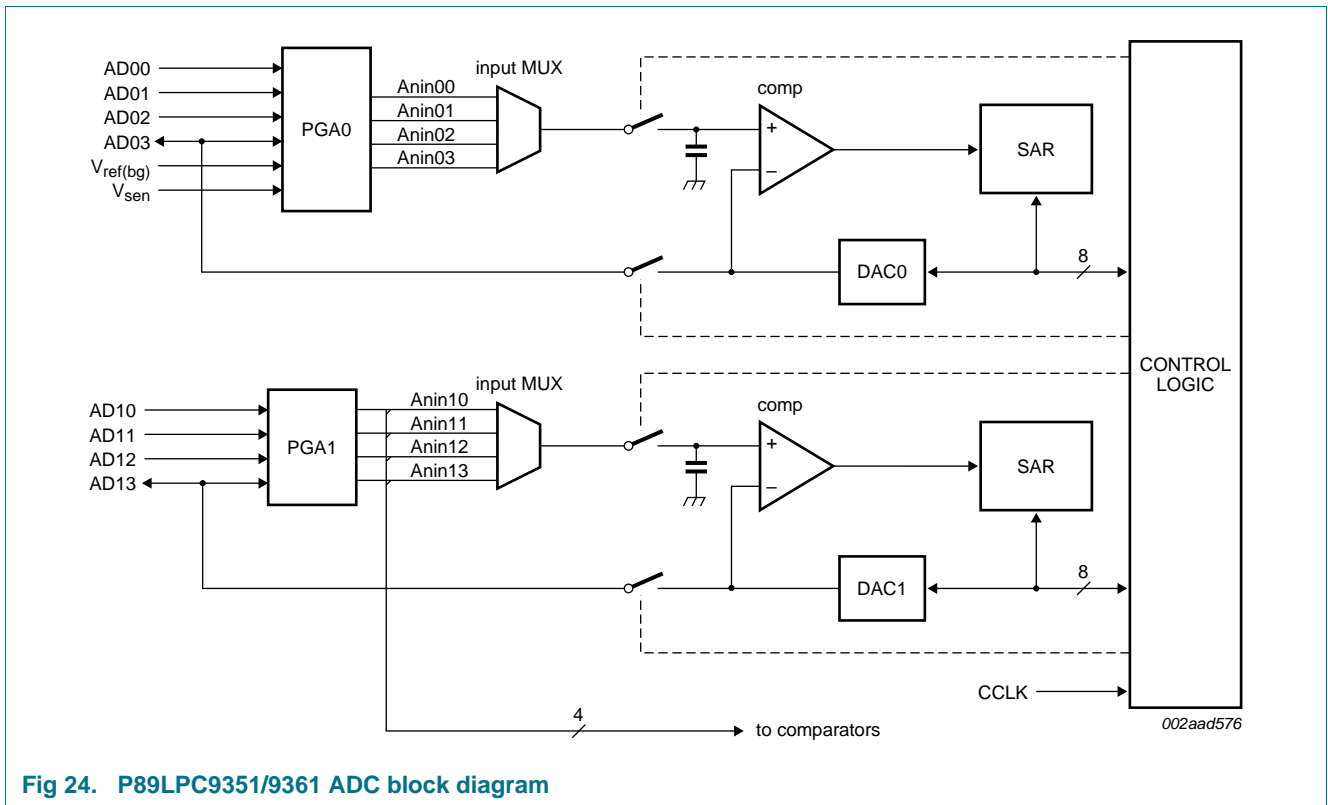 AD00
AD01
AD02
AD03
Vref(bg)
Vsen
PGA0
Anin00
Anin01
Anin02
Anin03
input MUX
comp
+
–
SAR
DAC0
8
CONTROL
LOGIC
AD10
AD11
AD12
AD13
PGA1
Anin10
Anin11
Anin12
Anin13
input MUX
comp
+
–
SAR
DAC1
8
CCLK
4
to comparators
002aad576
Fig 24. P89LPC9351/9361 ADC block diagram